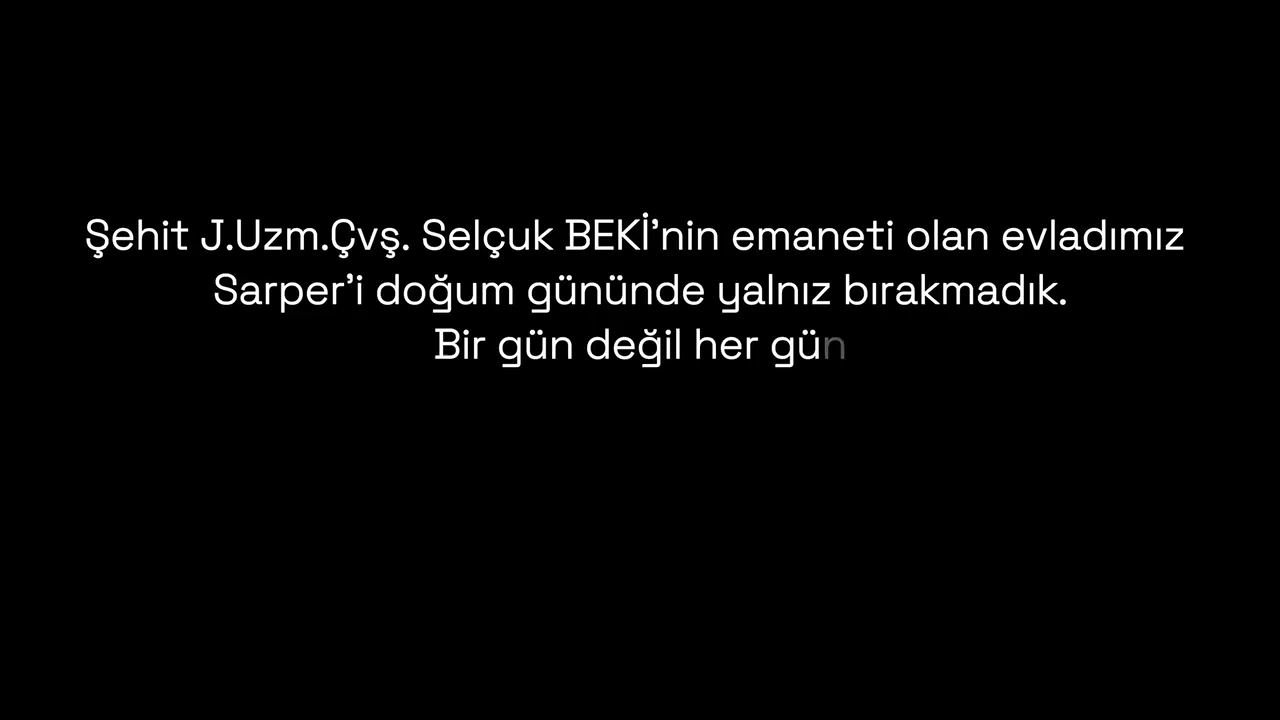 Şehit J.Uzm.Çvş. Selçuk BEKİ’nin emaneti olan evladımız
Sarper’i doğum gününde yalnız bırakmadık.
Bir gün değil her gün